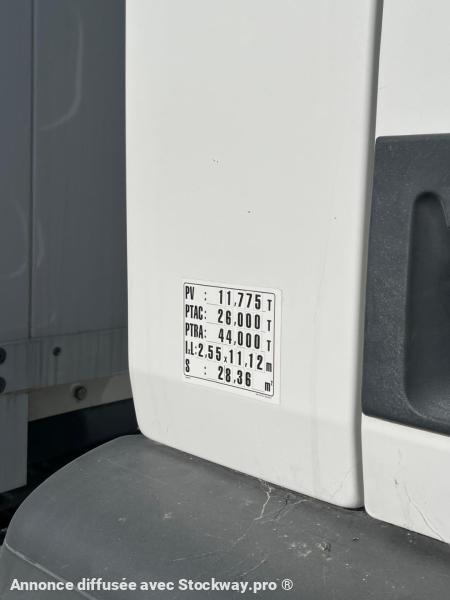 PV : 11,775 T
PTAC: 26,000 T
PTRA: 44,000 T
l.L: 2,55 x 11,12 m
S : 28,36 m²
Annonce diffusée avec Stockway.pro ®